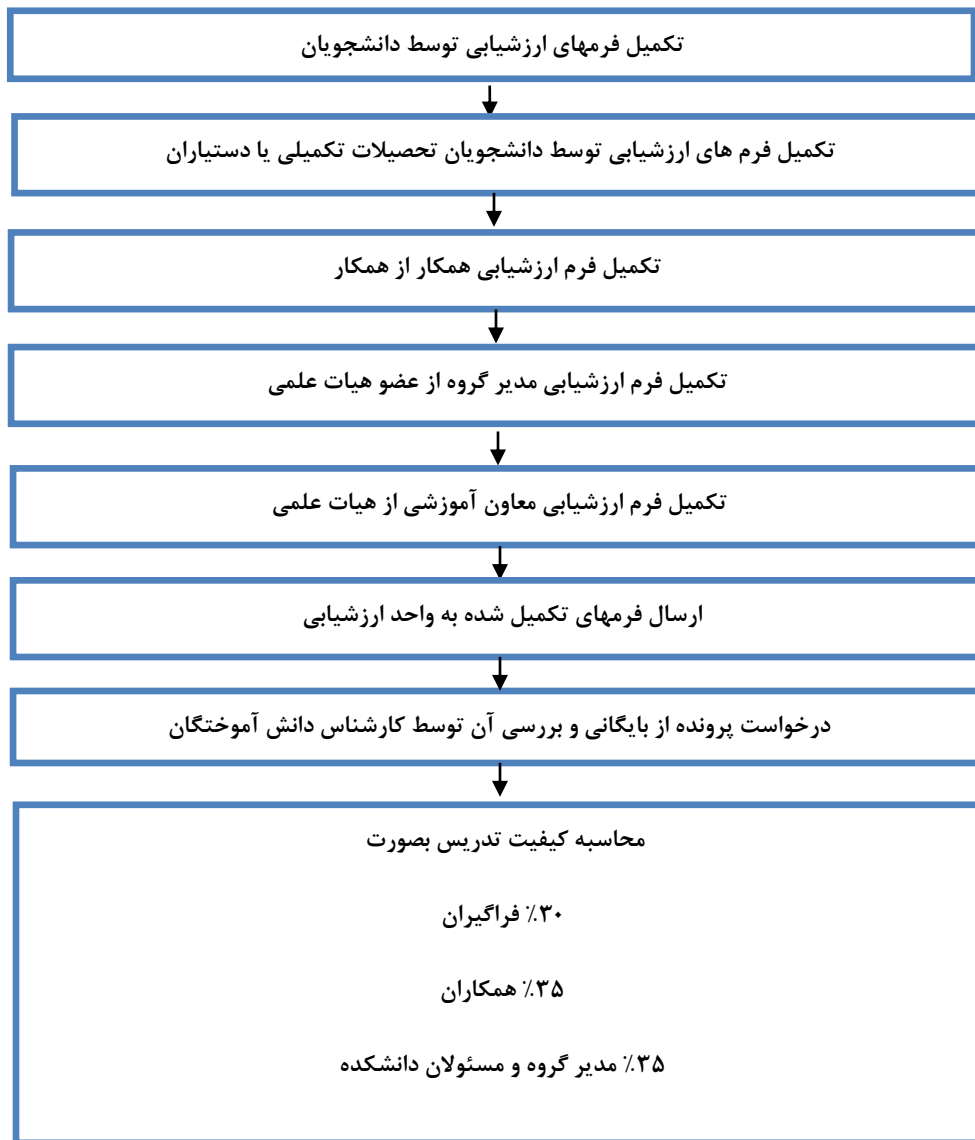 تکمیل فرمهای ارزشیابی توسط دانشجویان
تکمیل فرم های ارزشیابی توسط دانشجویان تحصیلات تکمیلی یا دستیاران
تکمیل فرم ارزشیابی همکار از همکار
تکمیل فرم ارزشیابی مدیر گروه از عضو هیات علمی
تکمیل فرم ارزشیابی معاون آموزشی از هیات علمی
ارسال فرمهای تکمیل شده به واحد ارزشیابی
درخواست پرونده از بایگانی و بررسی آن توسط کارشناس دانش آموختگان
محاسبه کیفیت تدریس بصورت
۳۰٪ فراگیران
۳۵٪ همکاران
۳۵٪ مدیر گروه و مسئولان دانشکده